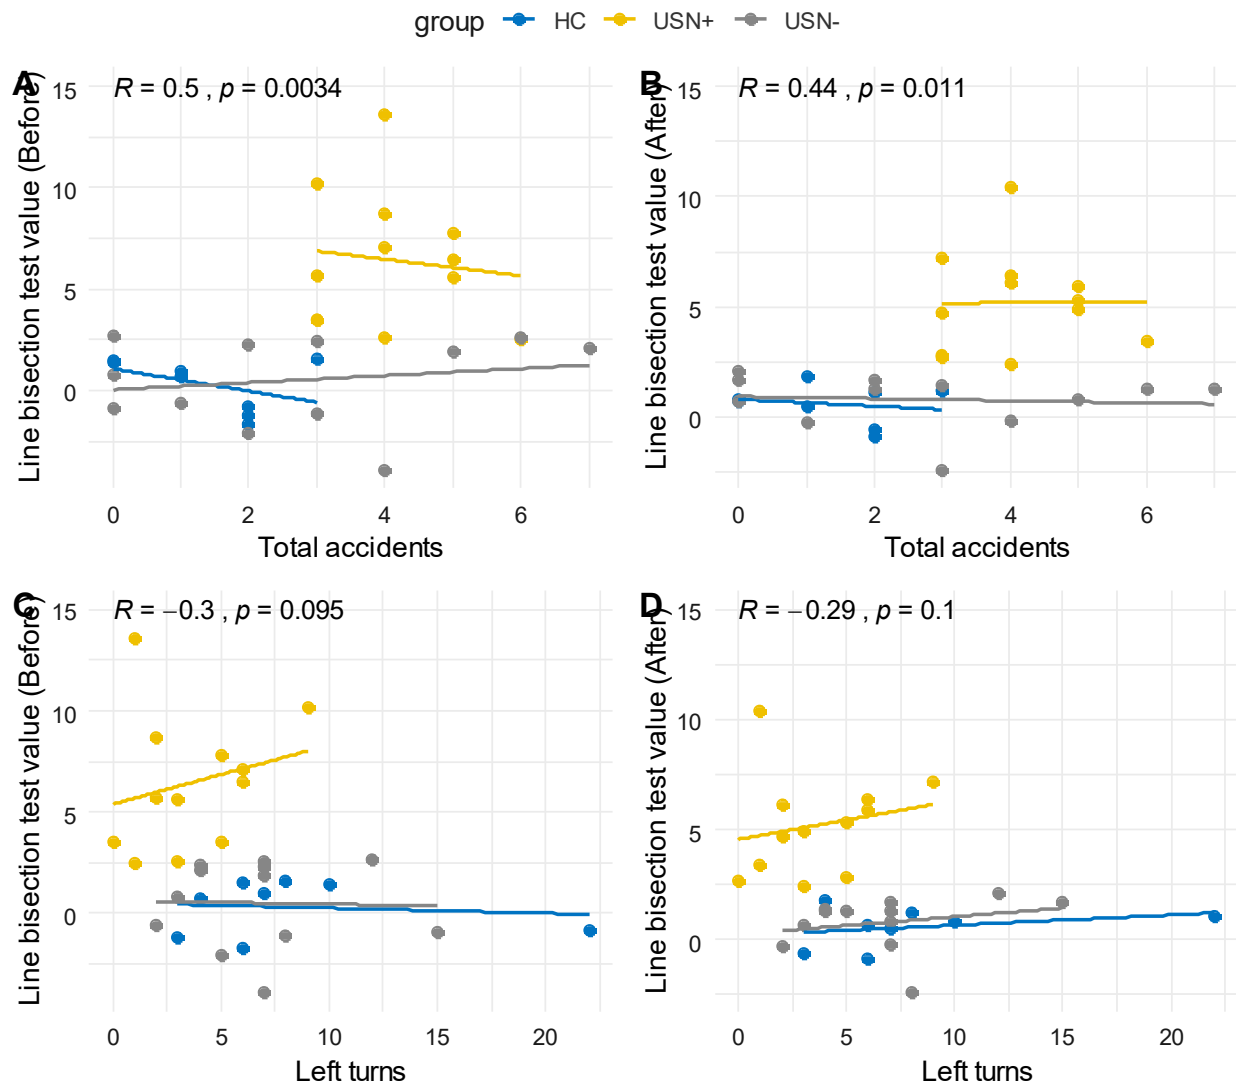 group HC USN+ USN-
A
R = 0.5 , p = 0.0034
Line bisection test value (Before)
15
10
5
0
0 2 4 6
Total accidents
B
R = 0.44 , p = 0.011
Line bisection test value (After)
15
10
5
0
0 2 4 6
Total accidents
C
R = −0.3 , p = 0.095
Line bisection test value (Before)
15
10
5
0
0 5 10 15 20
Left turns
D
R = −0.29 , p = 0.1
Line bisection test value (After)
15
10
5
0
0 5 10 15 20
Left turns